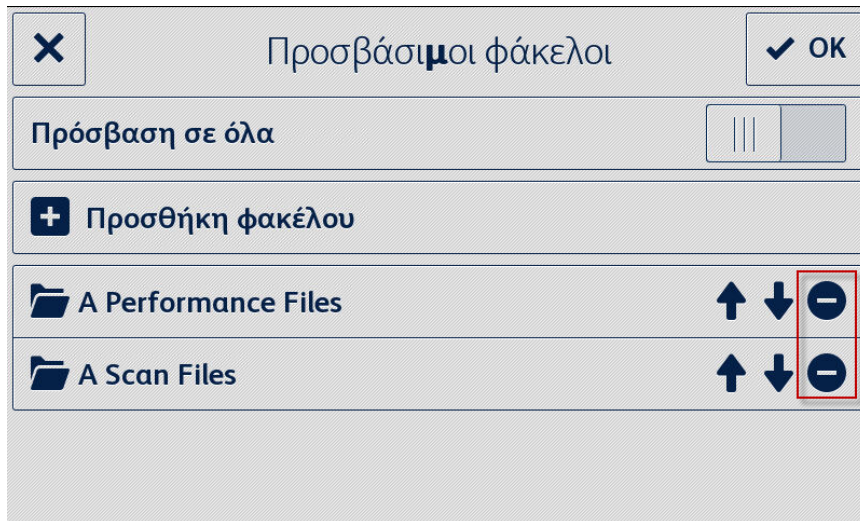 Προσβάσιμοι φάκελοι
OK
Πρόσβαση σε όλα
Προσθήκη φακέλου
A Performance Files
A Scan Files